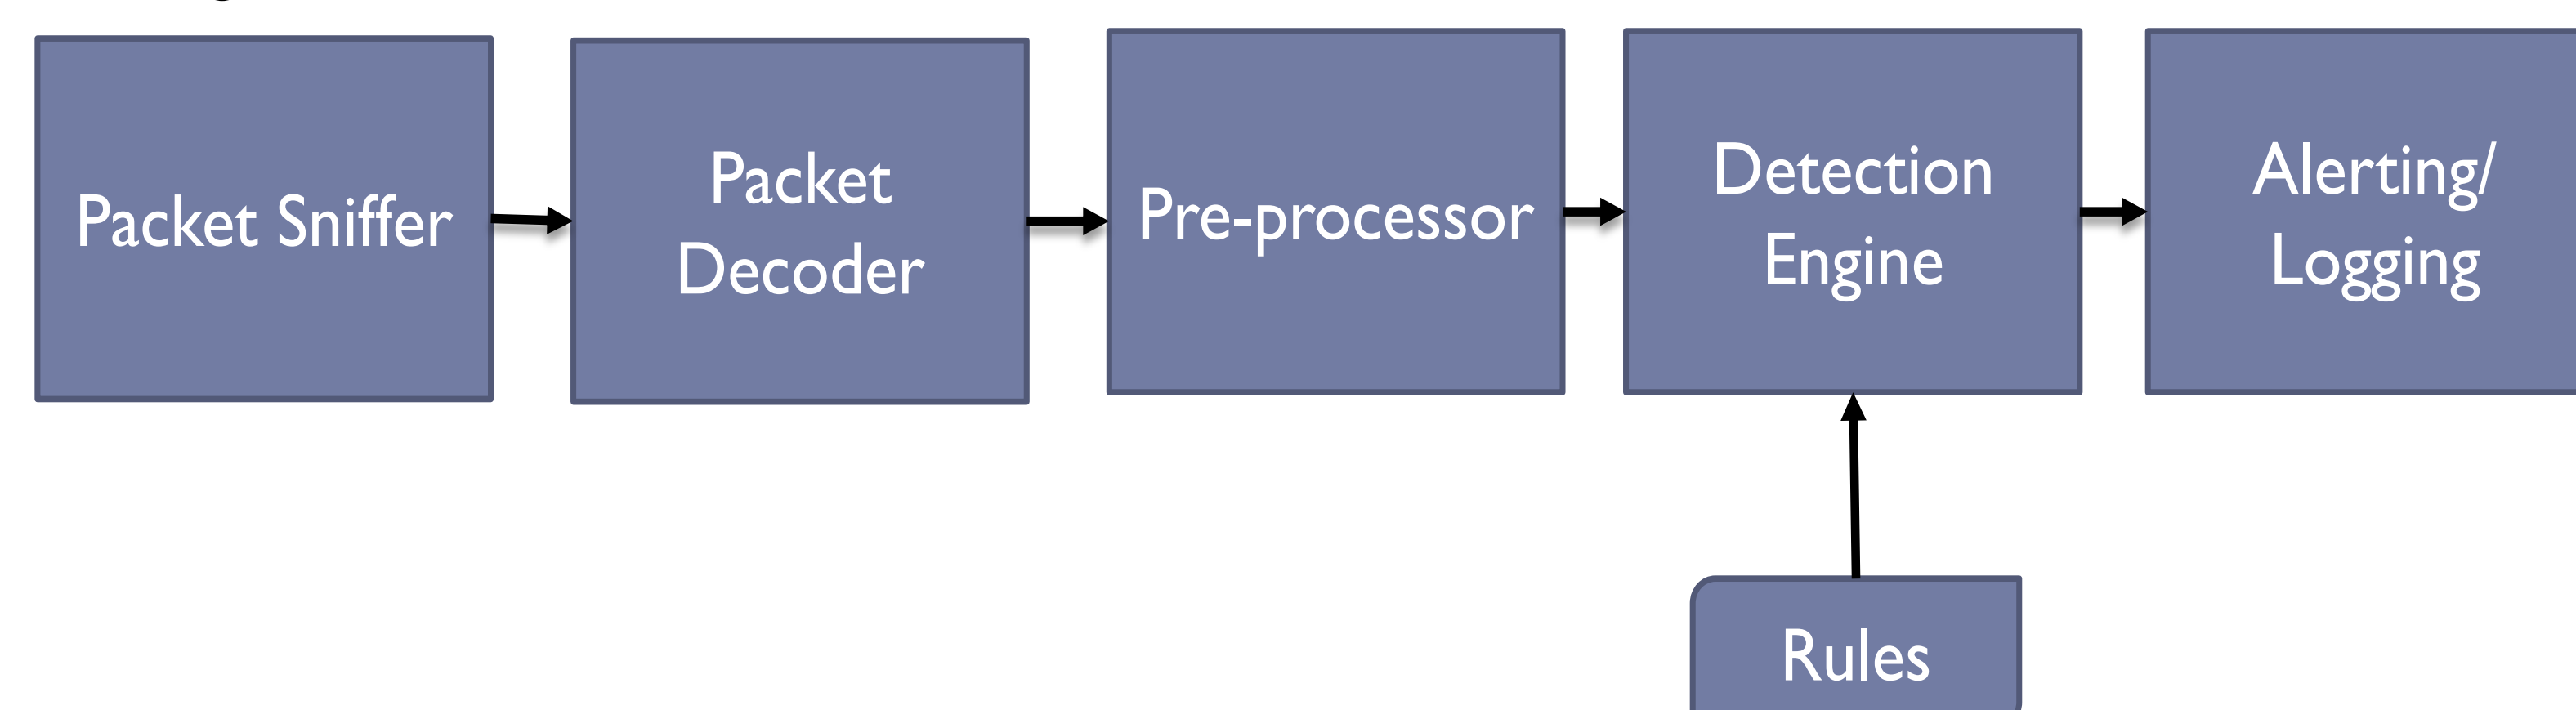 Packet Sniffer
Packet
Decoder
Pre-processor
Detection
Engine
Alerting/
Logging
Rules